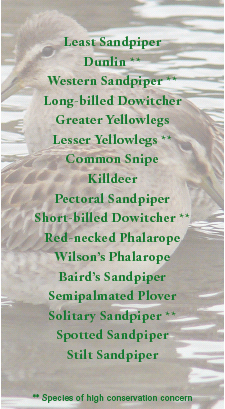 Least Sandpiper
Dunlin **
Western Sandpiper **
Long-billed Dowitcher
Greater Yellowlegs
Lesser Yellowlegs **
Common Snipe
Killdeer
Pectoral Sandpiper
Short-billed Dowitcher **
Red-necked Phalarope
Wilson's Phalarope
Baird's Sandpiper
Semipalmated Plover
Solitary Sandpiper **
Spotted Sandpiper
Stilt Sandpiper
** Species of high conservation concern